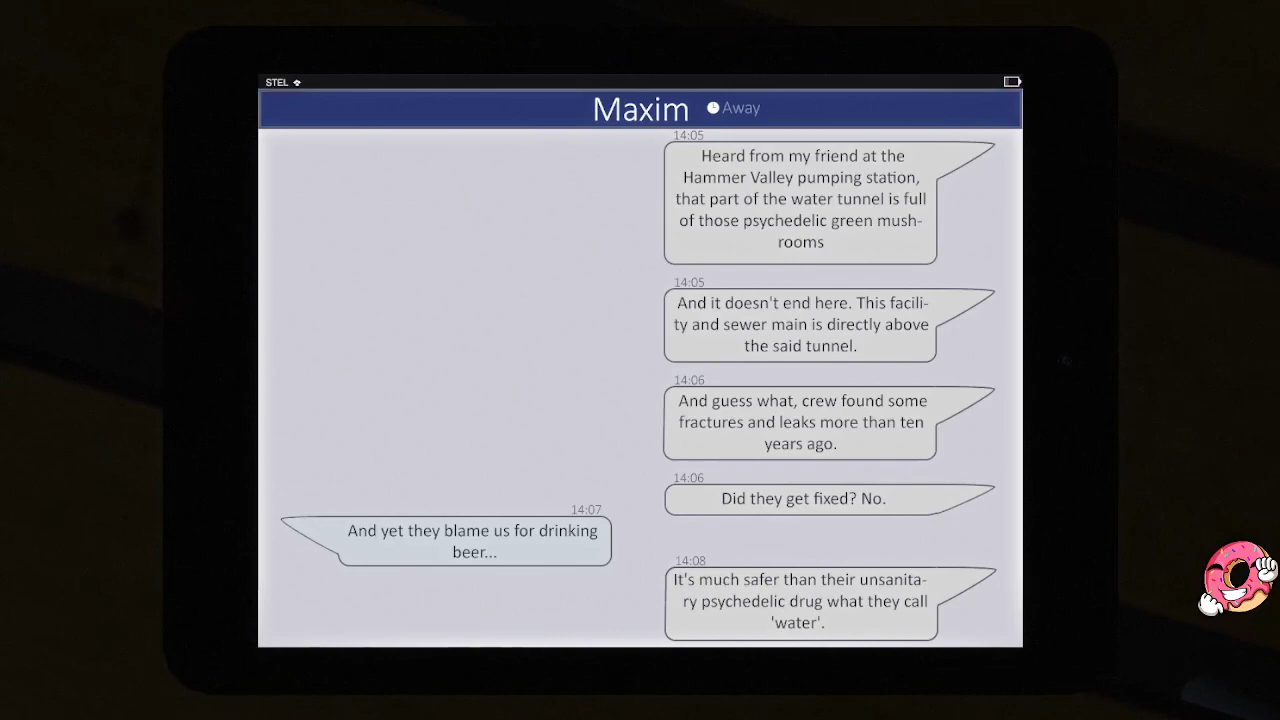 STEL
Maxim Away
14:05
Heard from my friend at the
Hammer Valley pumping station,
that part of the water tunnel is full
of those psychedelic green mush-
rooms
14:05
And it doesn't end here. This facili-
ty and sewer main is directly above
the said tunnel.
14:06
And guess what, crew found some
fractures and leaks more than ten
years ago.
14:06
Did they get fixed? No.
14:07
And yet they blame us for drinking
beer...
14:08
It's much safer than their unsanita-
ry psychedelic drug what they call
'water'.